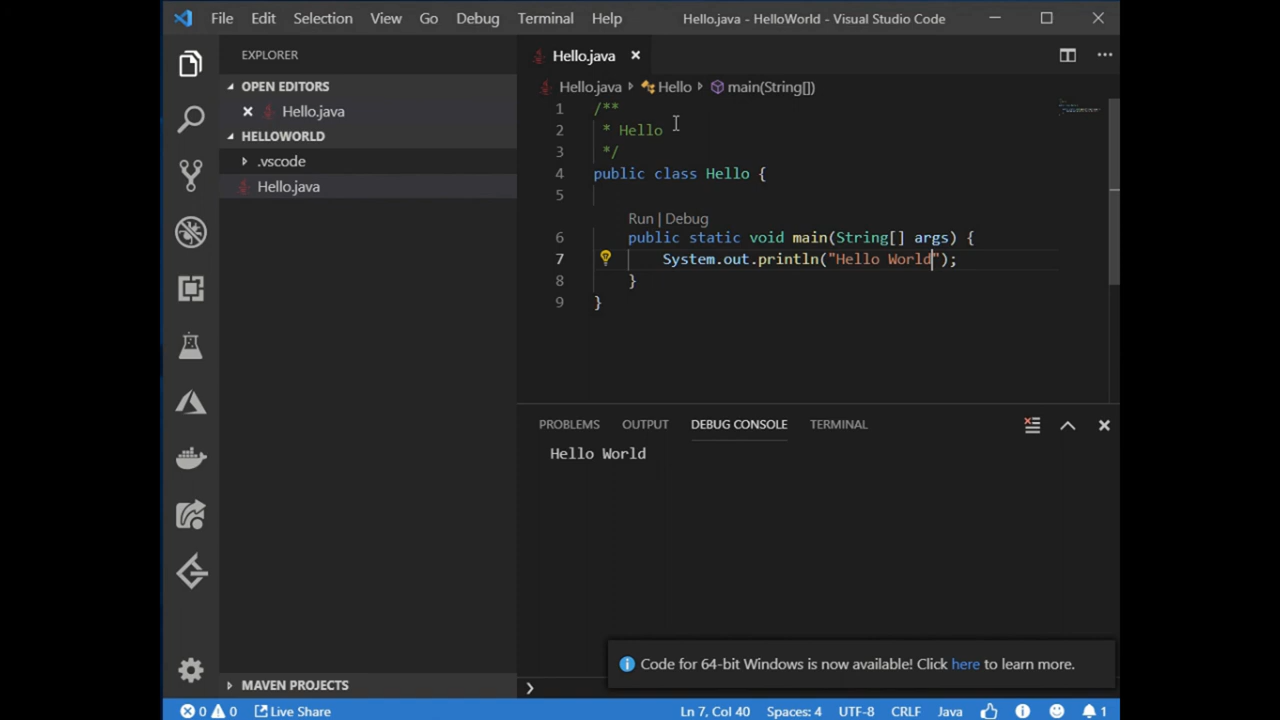 File Edit Selection View Go Debug Terminal Help Hello.java - HelloWorld - Visual Studio Code
EXPLORER
OPEN EDITORS
Hello.java
HELLOWORLD
.vscode
Hello.java
MAVEN PROJECTS
Hello.java
Hello.java Hello main(String[])
1 /**
2 * Hello
3 */
4 public class Hello {
5
Run | Debug
6 public static void main(String[] args) {
7 System.out.println("Hello World");
8 }
9 }
PROBLEMS OUTPUT DEBUG CONSOLE TERMINAL
Hello World
Code for 64-bit Windows is now available! Click here to learn more.
0 0 Live Share Ln 7, Col 40 Spaces: 4 UTF-8 CRLF Java 1